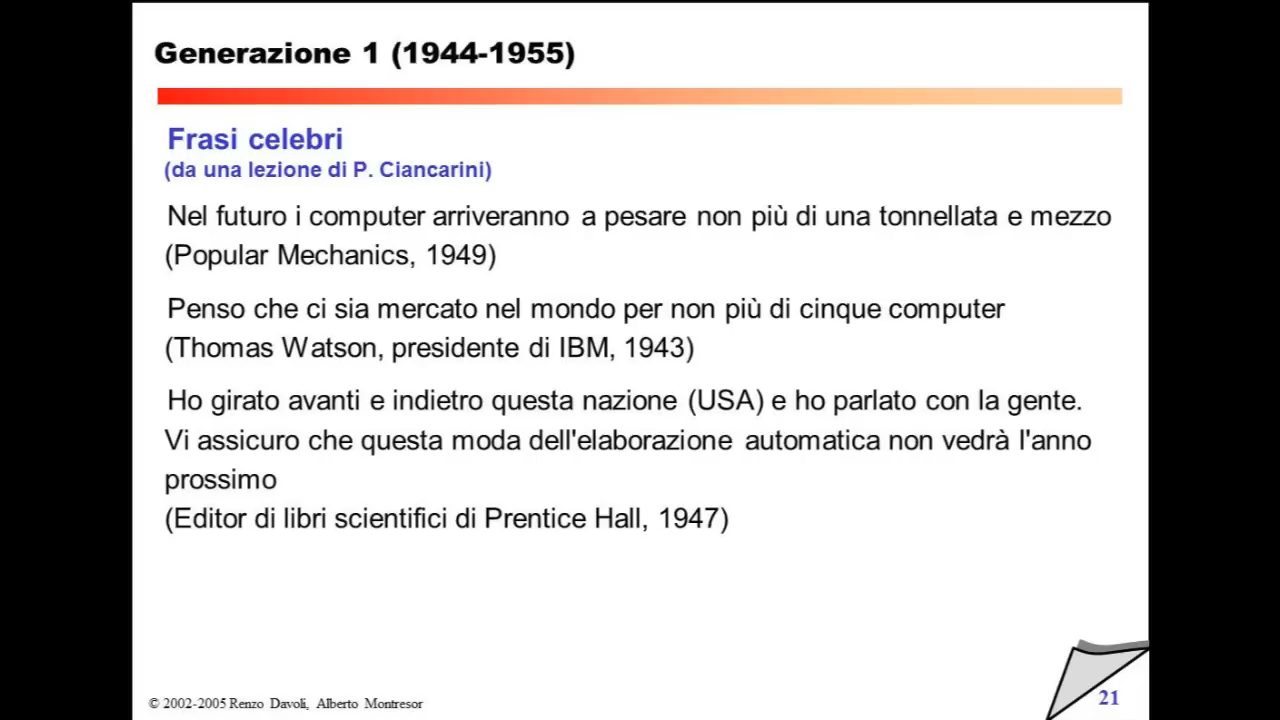 Generazione 1 (1944-1955)
Frasi celebri
(da una lezione di P. Ciancarini)
Nel futuro i computer arriveranno a pesare non più di una tonnellata e mezzo
(Popular Mechanics, 1949)
Penso che ci sia mercato nel mondo per non più di cinque computer
(Thomas Watson, presidente di IBM, 1943)
Ho girato avanti e indietro questa nazione (USA) e ho parlato con la gente.
Vi assicuro che questa moda dell'elaborazione automatica non vedrà l'anno
prossimo
(Editor di libri scientifici di Prentice Hall, 1947)
© 2002-2005 Renzo Davoli, Alberto Montresor
21